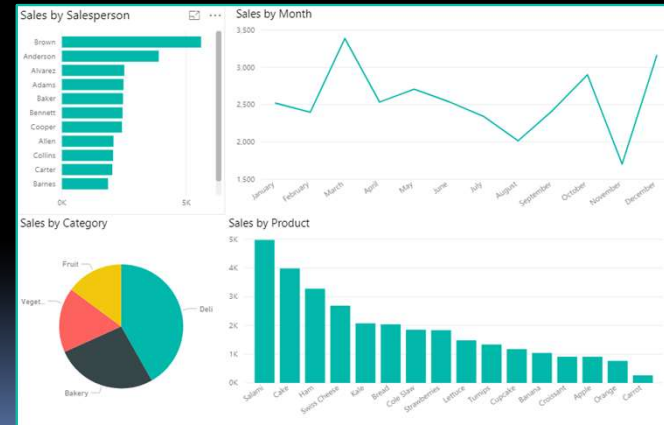 Sales by Salesperson
Brown
Anderson
Alvarez
Adams
Baker
Bennett
Cooper
Allen
Collins
Carter
Barnes
0K 5K
Sales by Month
3.500
3.000
2.500
2.000
1.500
January February March April May June July August September October November December
Sales by Category
Fruit
Veget...
Deli
Bakery
Sales by Product
5K
4K
3K
2K
1K
0K
Salami Cake Ham Swiss Cheese Kale Bread Cole Slaw Strawberries Lettuce Turnips Cupcake Banana Croissant Apple Orange Carrot